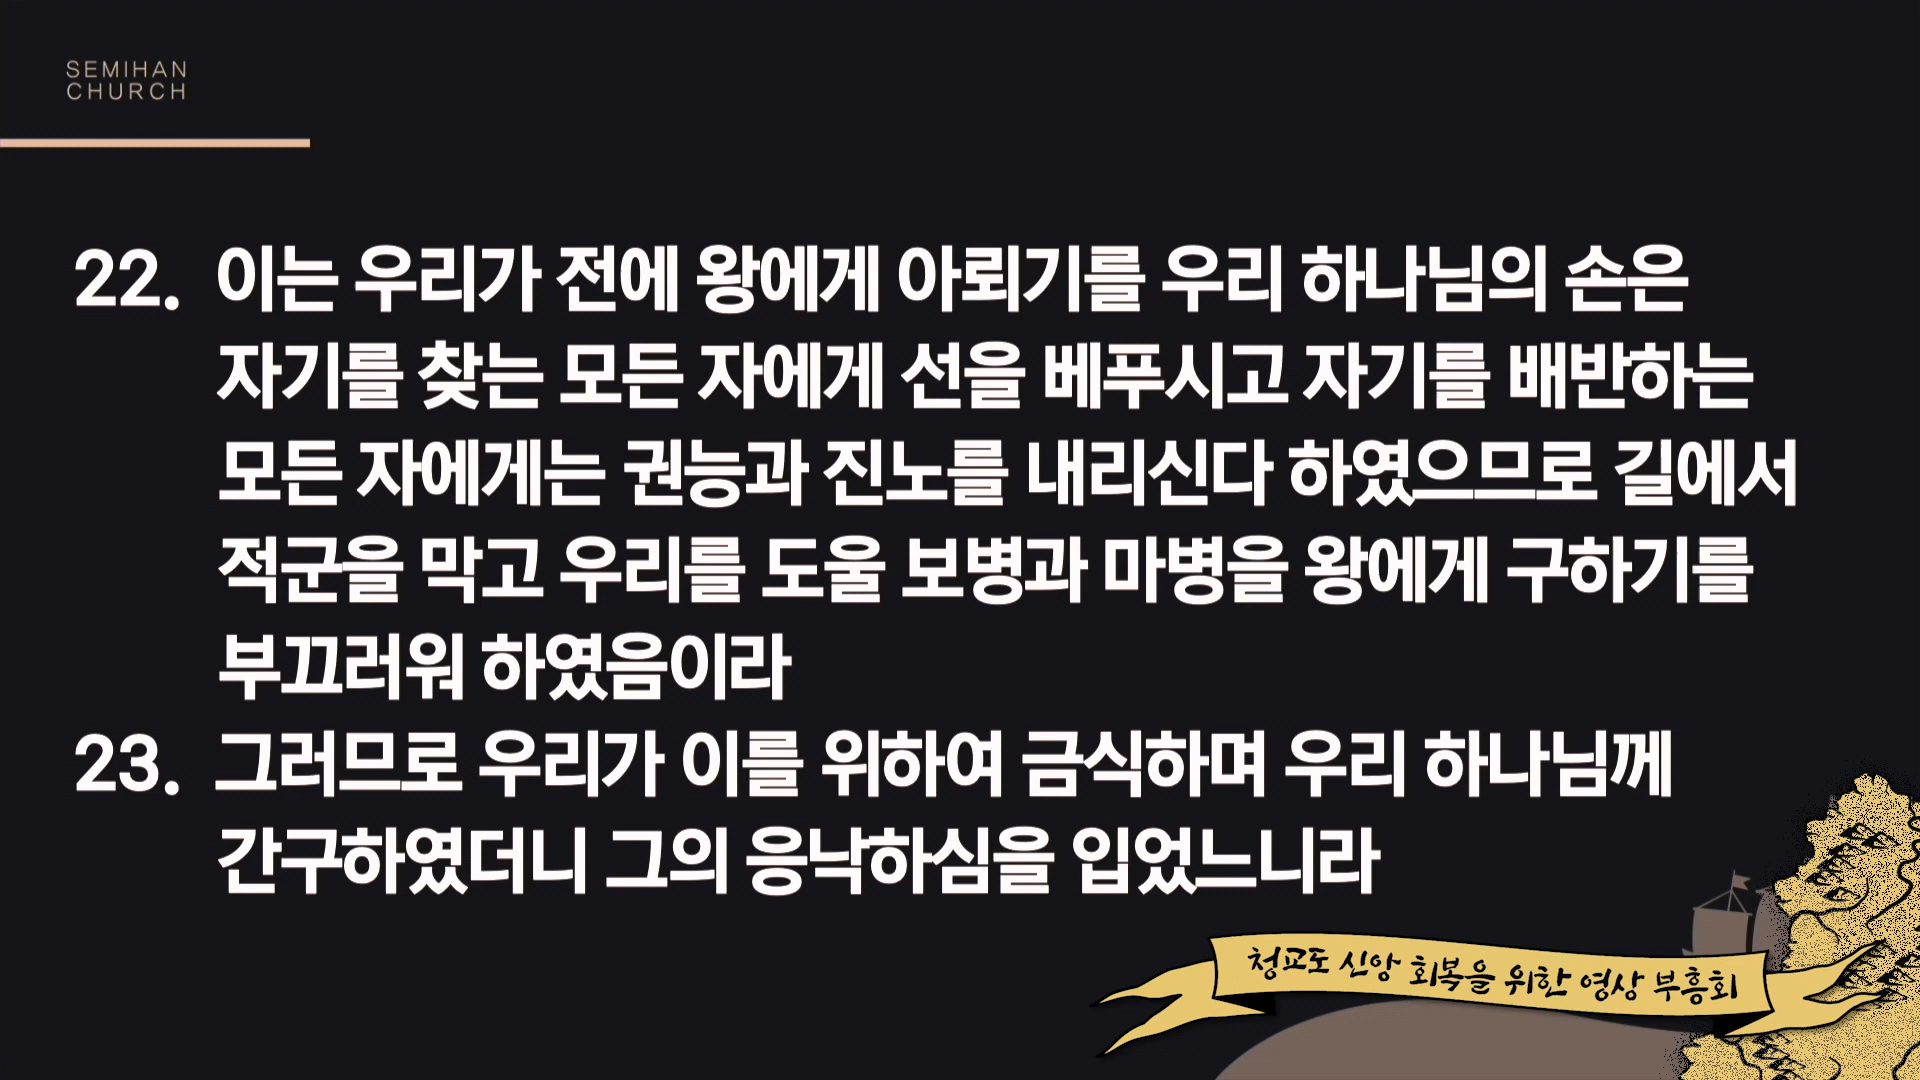 SEMIHAN
CHURCH
22. 이는 우리가 전에 왕에게 아뢰기를 우리 하나님의 손은
자기를 찾는 모든 자에게 선을 베푸시고 자기를 배반하는
모든 자에게는 권능과 진노를 내리신다 하였으므로 길에서
적군을 막고 우리를 도울 보병과 마병을 왕에게 구하기를
부끄러워 하였음이라
23. 그러므로 우리가 이를 위하여 금식하며 우리 하나님께
간구하였더니 그의 응낙하심을 입었느니라
청교도 신앙 회복을 위한 영상 부흥회